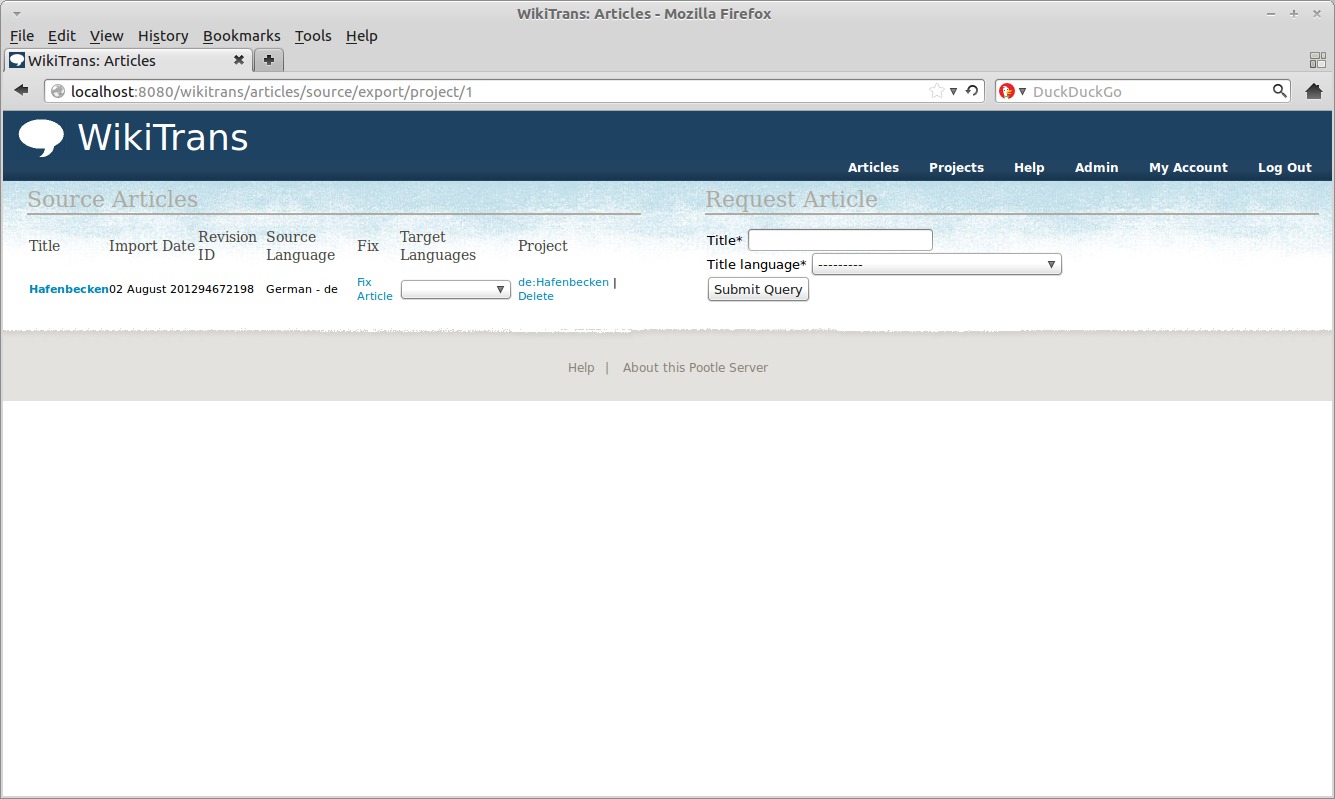 WikiTrans: Articles - Mozilla Firefox
File Edit View History Bookmarks Tools Help
WikiTrans: Articles
localhost:8080/wikitrans/articles/source/export/project/1
DuckDuckGo
WikiTrans
Articles Projects Help Admin My Account Log Out
Source Articles
Title Import Date Revision ID Source Language Fix Target Languages Project
Hafenbecken 02 August 2012 94672198 German - de Fix Article de:Hafenbecken | Delete
Request Article
Title*
Title language* ---------
Submit Query
Help | About this Pootle Server